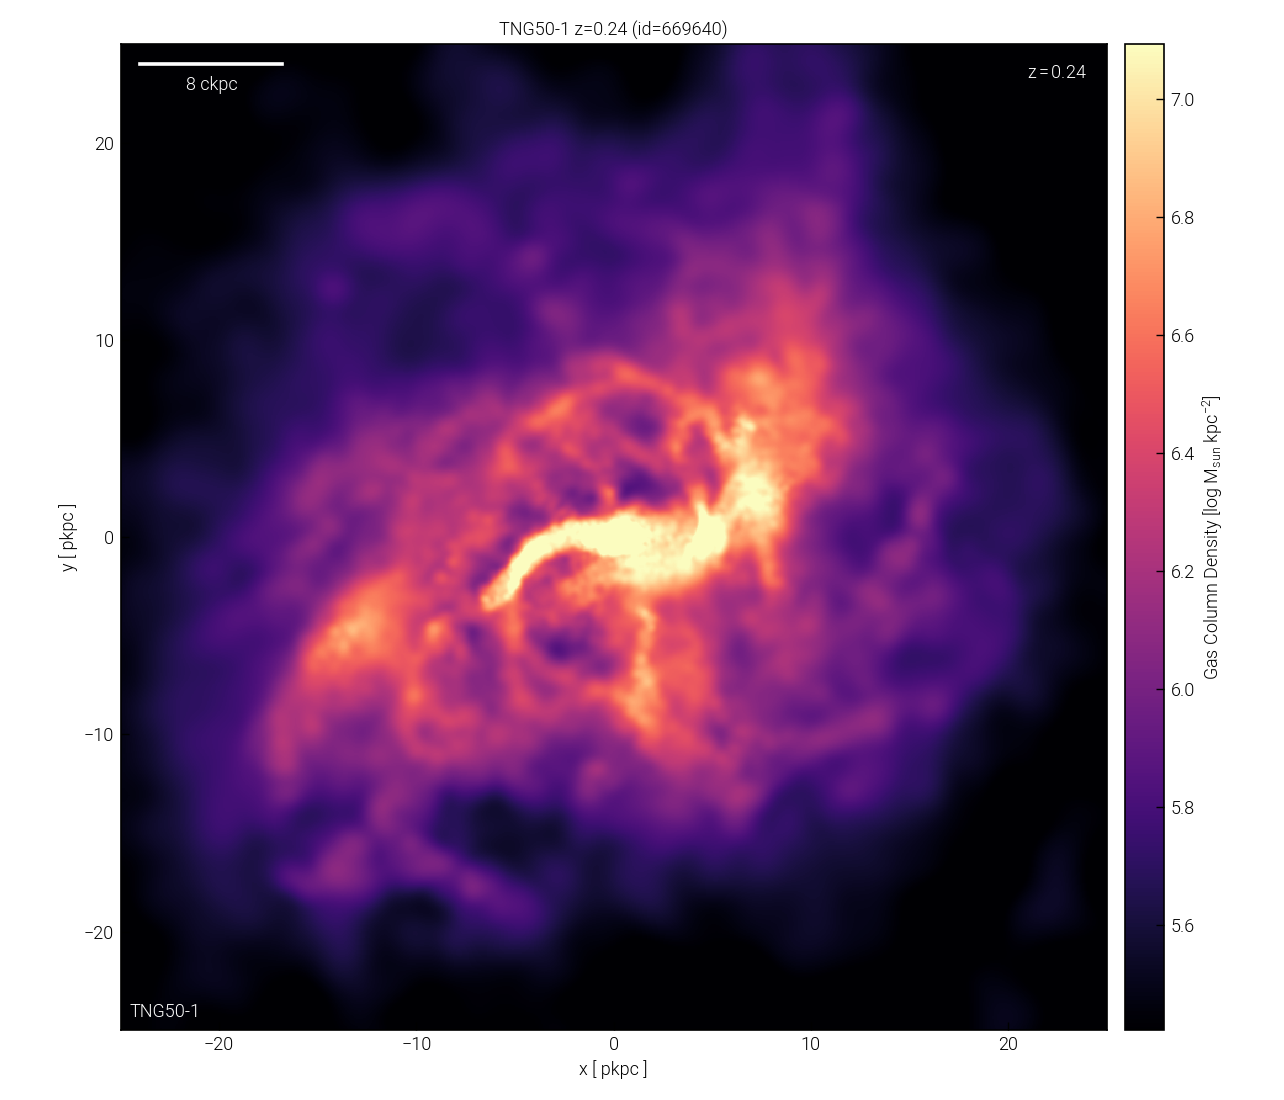 TNG50-1 z=0.24 (id=669640)
8 ckpc
z=0.24
TNG50-1
20
10
0
−10
−20
y [ pkpc ]
−20
−10
0
10
20
x [ pkpc ]
7.0
6.8
6.6
6.4
6.2
6.0
5.8
5.6
Gas Column Density [log M_sun kpc⁻²]